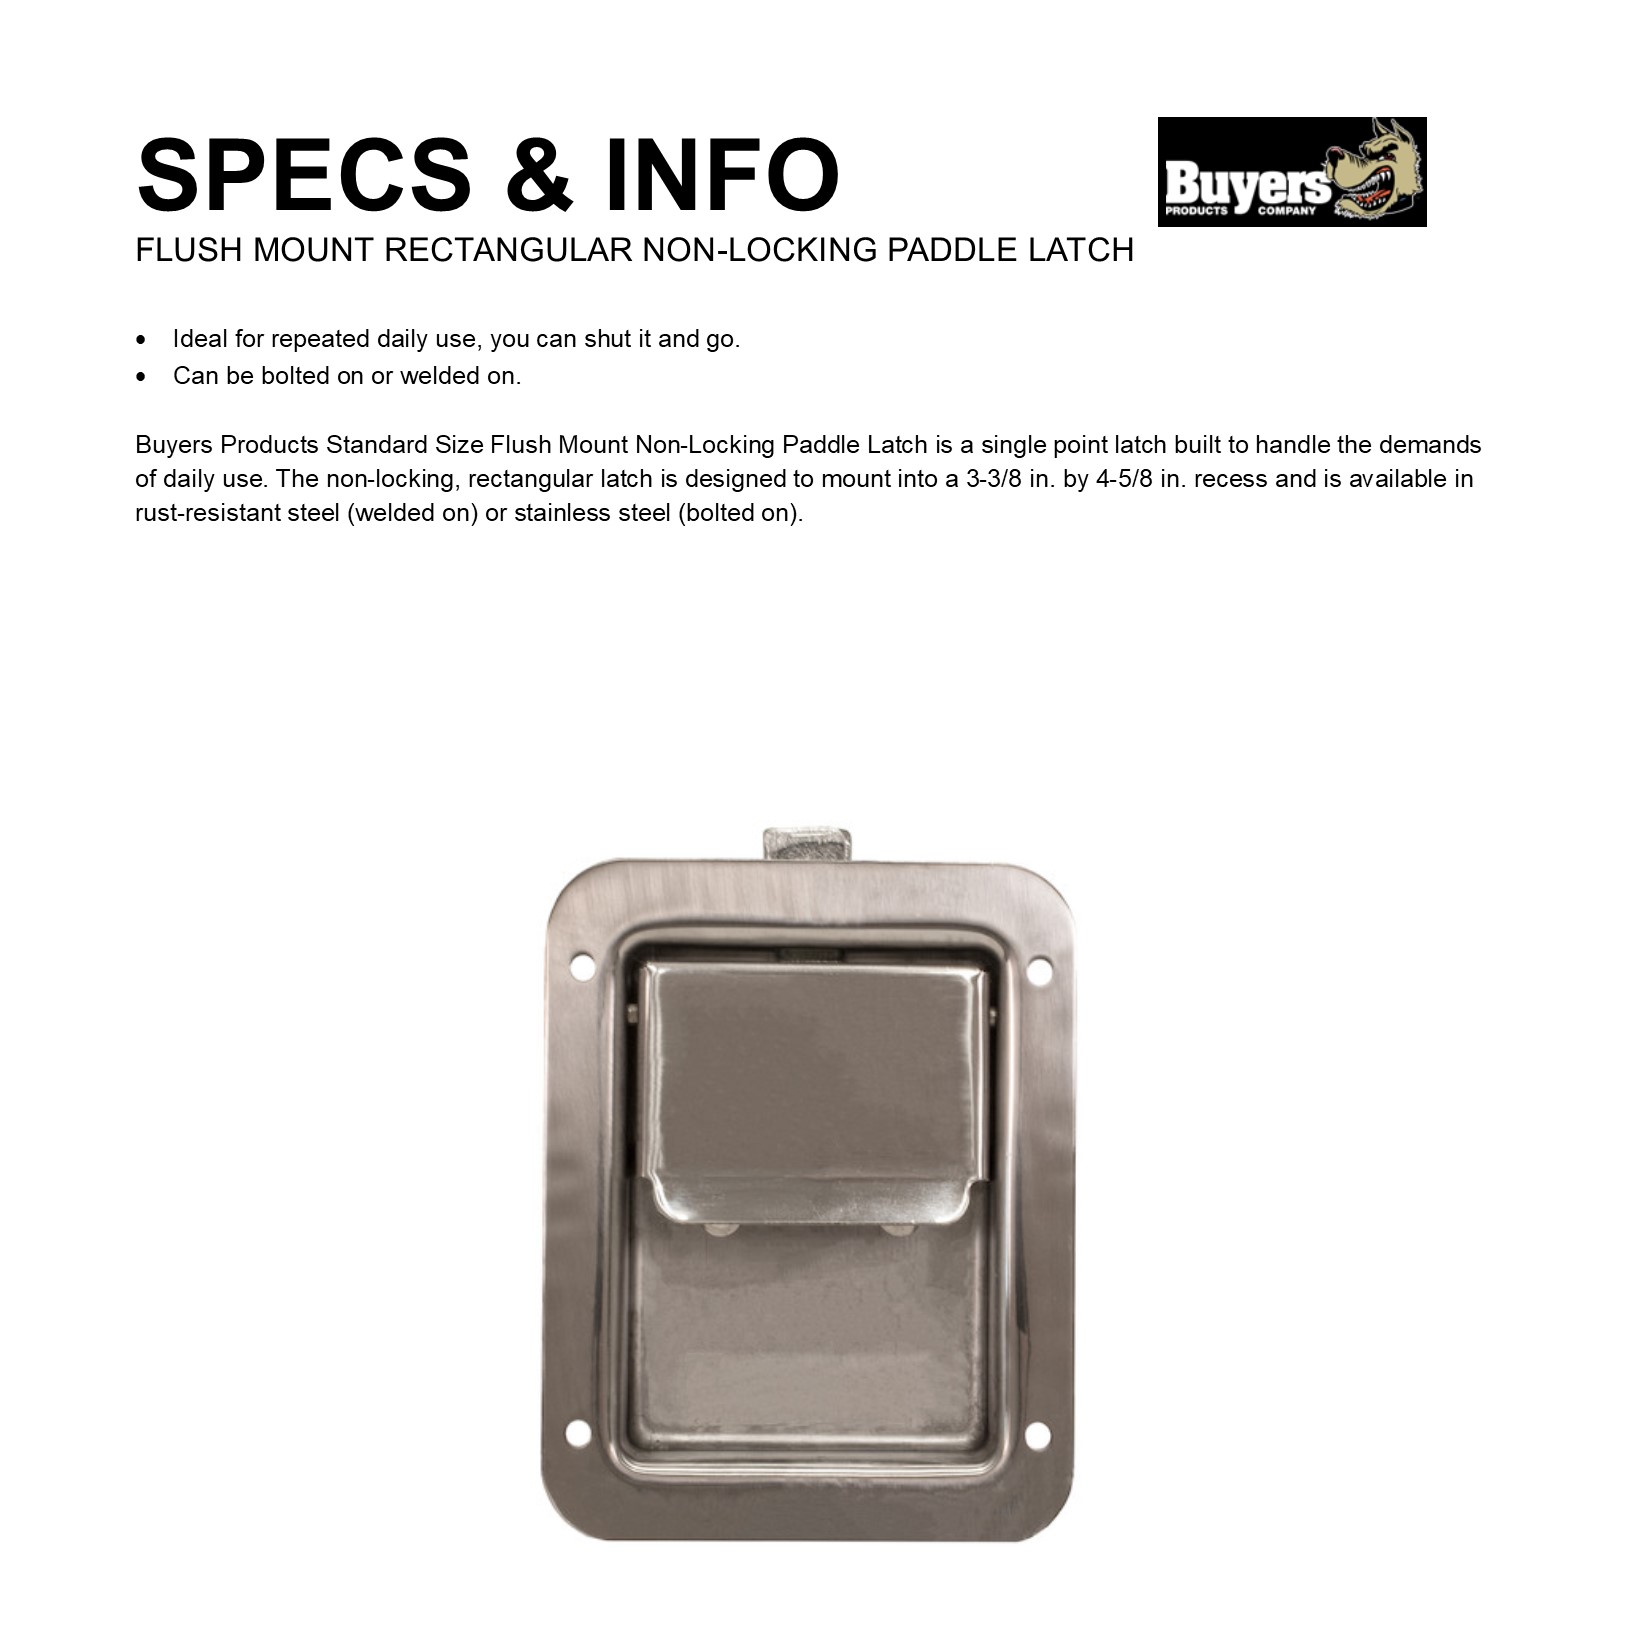 SPECS & INFO
Buyers
PRODUCTS COMPANY
FLUSH MOUNT RECTANGULAR NON-LOCKING PADDLE LATCH
• Ideal for repeated daily use, you can shut it and go.
• Can be bolted on or welded on.
Buyers Products Standard Size Flush Mount Non-Locking Paddle Latch is a single point latch built to handle the demands
of daily use. The non-locking, rectangular latch is designed to mount into a 3-3/8 in. by 4-5/8 in. recess and is available in
rust-resistant steel (welded on) or stainless steel (bolted on).